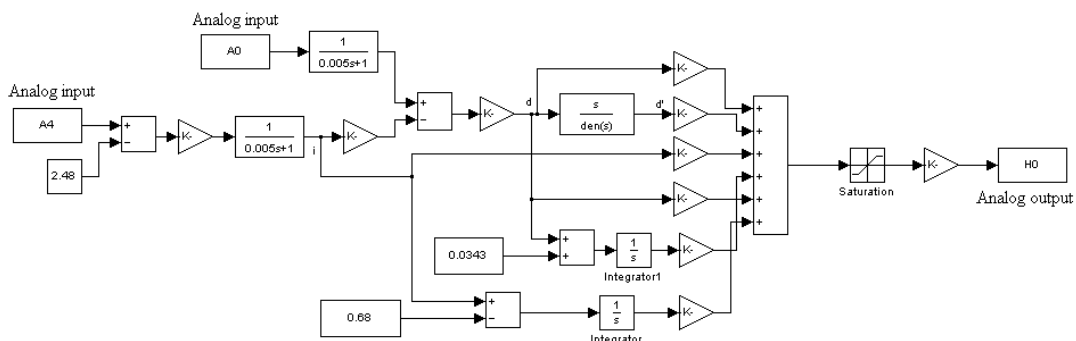 Analog input
A0
1
0.005s+1
Analog input
A4
2.48
+
−
K-
1
0.005s+1
i
K-
+
−
K-
d
s
den(s)
d'
K-
K-
K-
K-
K-
K-
+
+
+
+
+
+
Saturation
K-
H0
Analog output
0.0343
+
+
1
s
Integrator1
0.68
+
−
1
s
Integrator